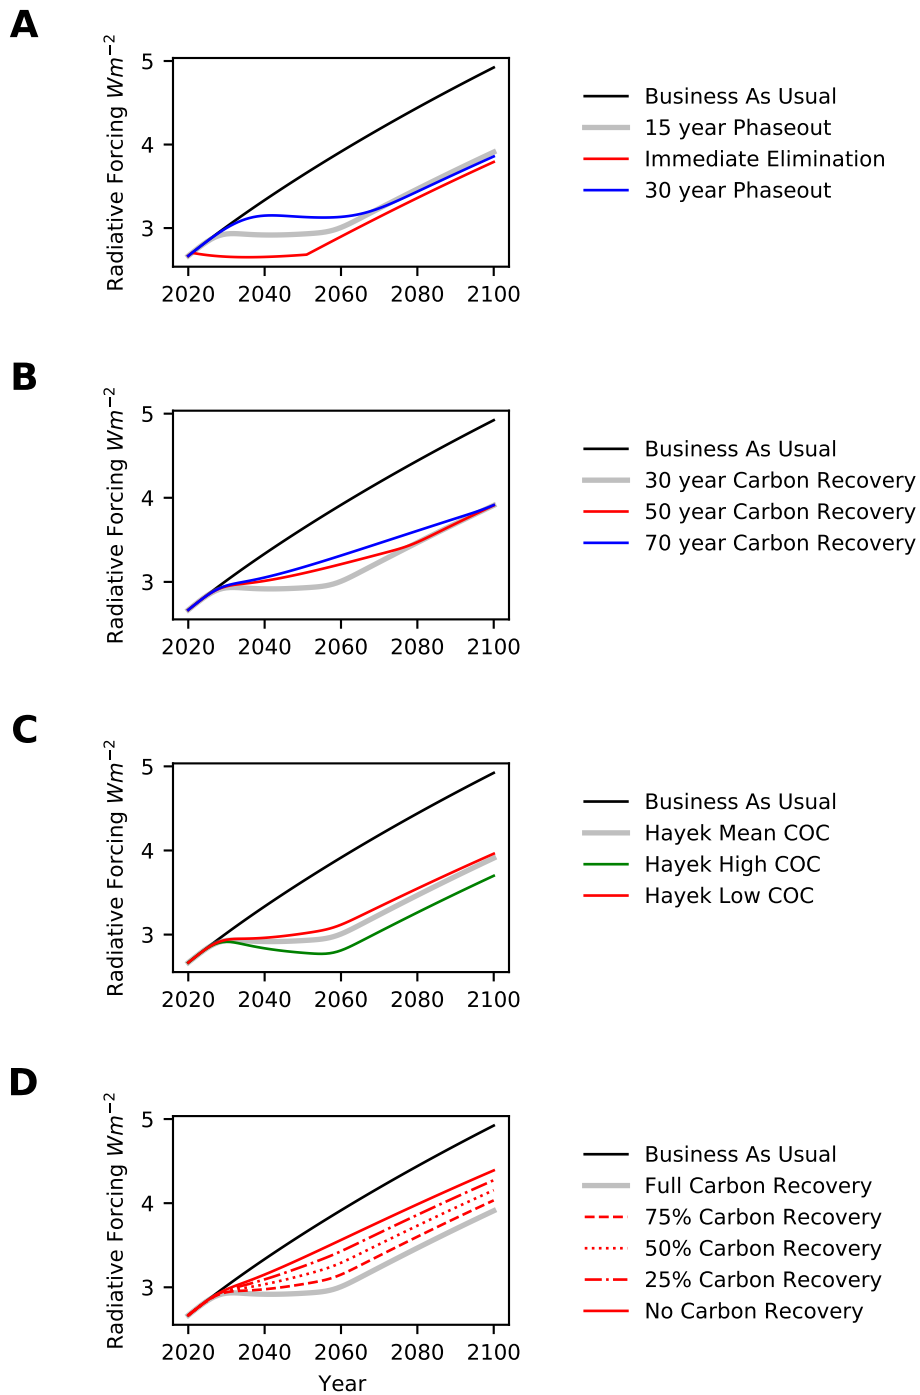 A
Radiative Forcing Wm−2
5
4
3
2020 2040 2060 2080 2100
Business As Usual
15 year Phaseout
Immediate Elimination
30 year Phaseout
B
Radiative Forcing Wm−2
5
4
3
2020 2040 2060 2080 2100
Business As Usual
30 year Carbon Recovery
50 year Carbon Recovery
70 year Carbon Recovery
C
Radiative Forcing Wm−2
5
4
3
2020 2040 2060 2080 2100
Business As Usual
Hayek Mean COC
Hayek High COC
Hayek Low COC
D
Radiative Forcing Wm−2
5
4
3
2020 2040 2060 2080 2100
Year
Business As Usual
Full Carbon Recovery
75% Carbon Recovery
50% Carbon Recovery
25% Carbon Recovery
No Carbon Recovery